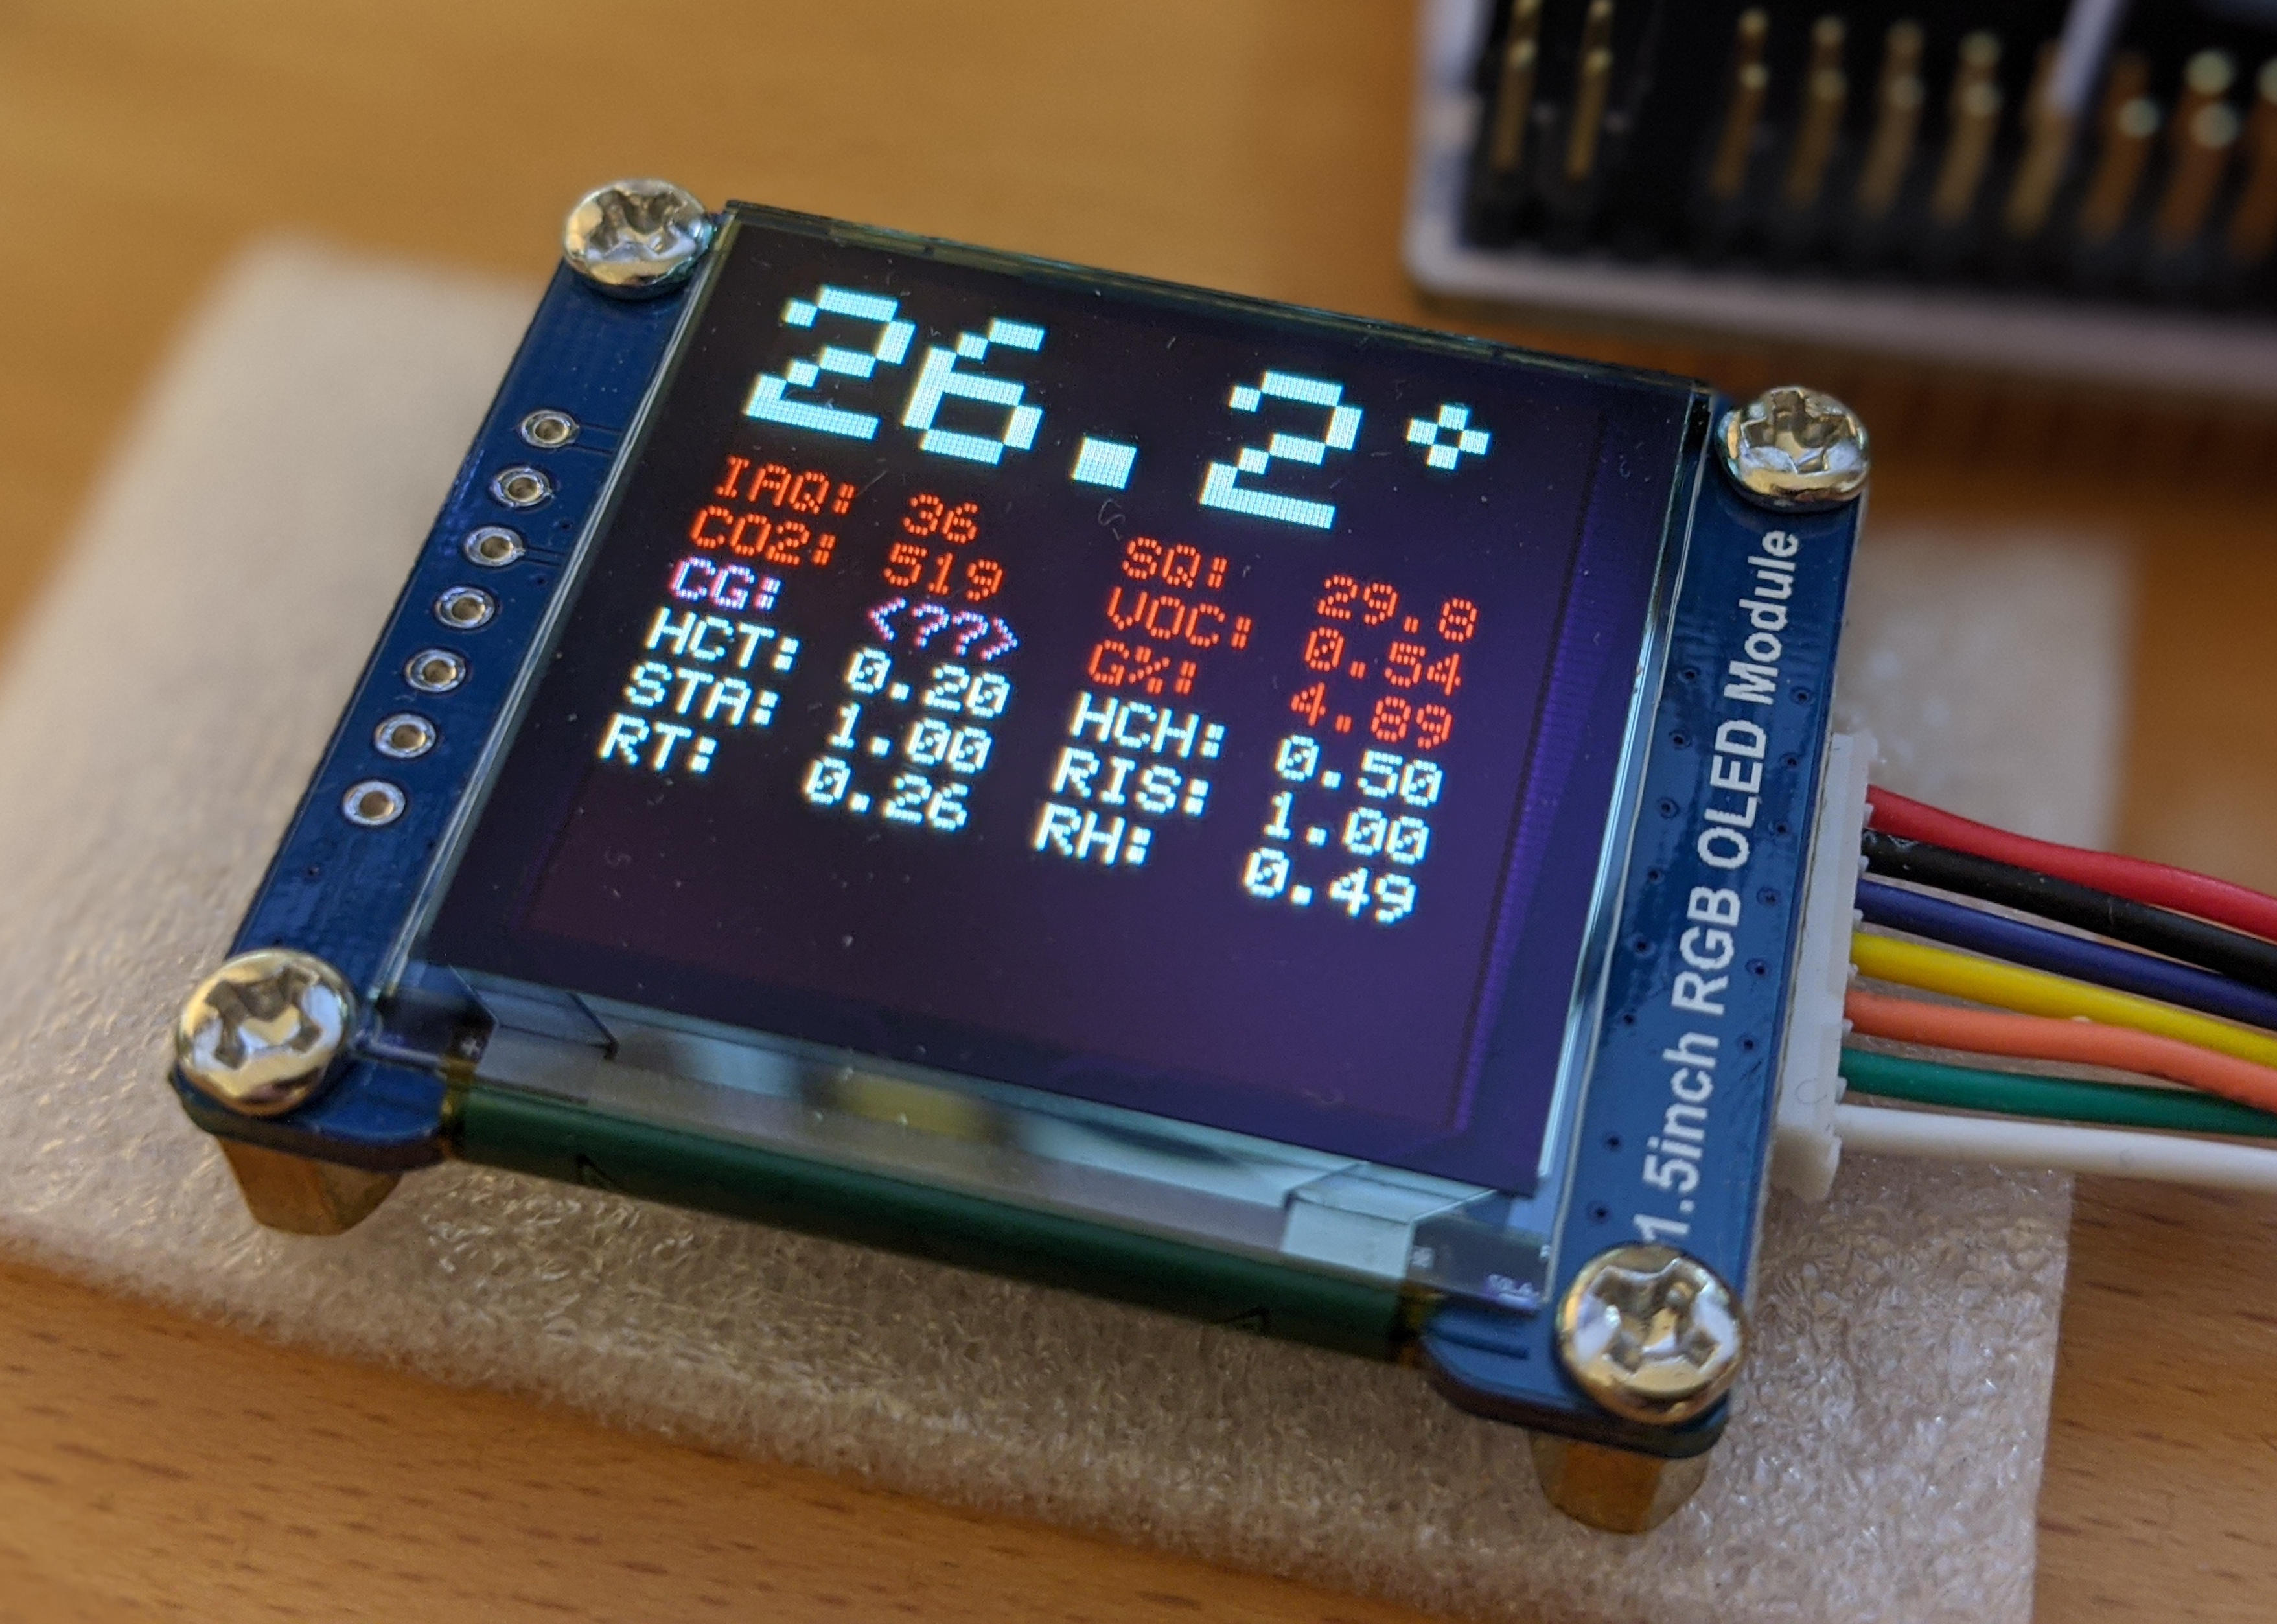 26.2°
IAQ: 36 SQ: 29.8
CO2: 519 VOC: 0.54
CG: <??> G%: 4.89
HCT: 0.20 HCH: 0.50
STA: 1.00 RIS: 1.00
RT: 0.26 RH: 0.49
1.5inch RGB OLED Module